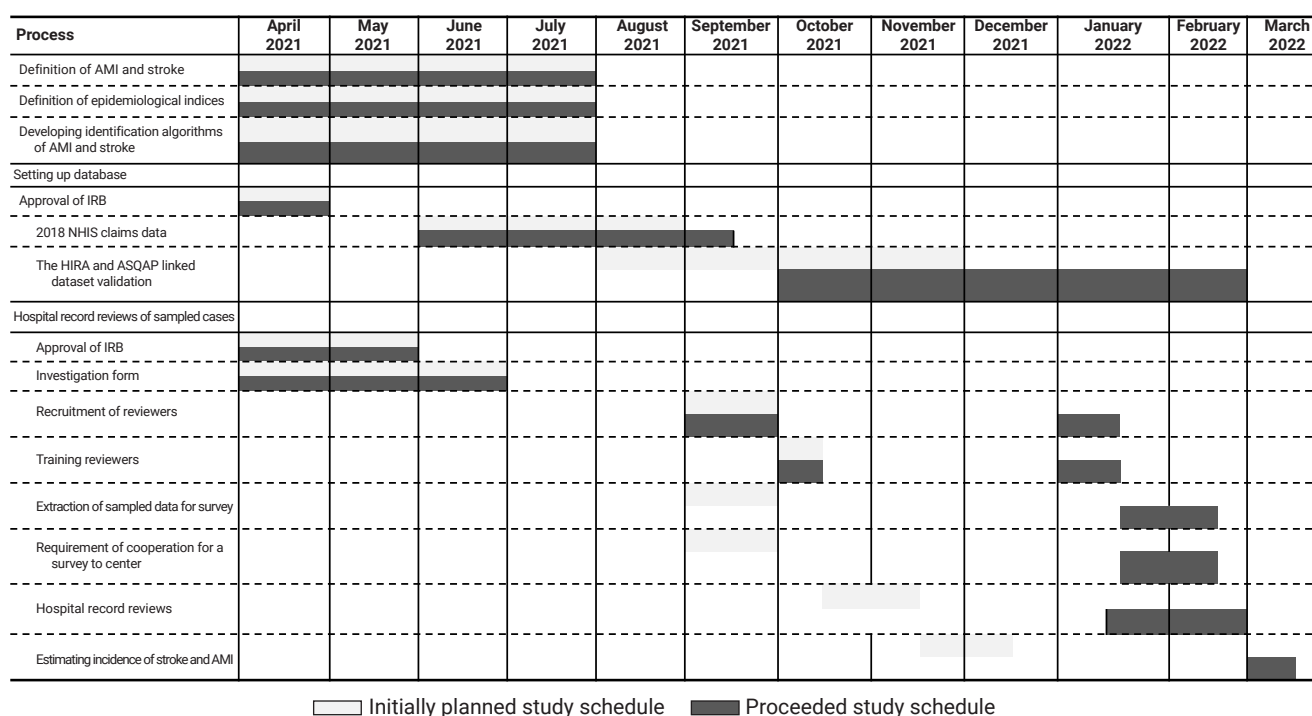 Process
April 2021
May 2021
June 2021
July 2021
August 2021
September 2021
October 2021
November 2021
December 2021
January 2022
February 2022
March 2022
Definition of AMI and stroke
Definition of epidemiological indices
Developing identification algorithms
of AMI and stroke
Setting up database
Approval of IRB
2018 NHIS claims data
The HIRA and ASQAP linked
dataset validation
Hospital record reviews of sampled cases
Approval of IRB
Investigation form
Recruitment of reviewers
Training reviewers
Extraction of sampled data for survey
Requirement of cooperation for a
survey to center
Hospital record reviews
Estimating incidence of stroke and AMI
Initially planned study schedule
Proceeded study schedule